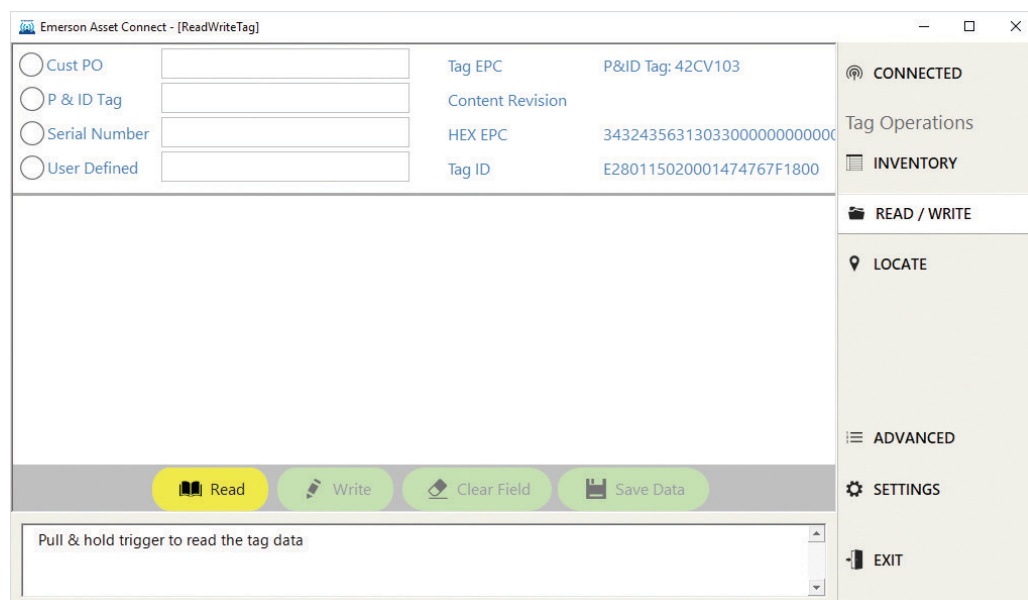 Emerson Asset Connect - [ReadWriteTag]
Cust PO
P & ID Tag
Serial Number
User Defined
Tag EPC P&ID Tag: 42CV103
Content Revision
HEX EPC 34324356313033000000000000
Tag ID E280115020001474767F1800
CONNECTED
Tag Operations
INVENTORY
READ / WRITE
LOCATE
ADVANCED
SETTINGS
EXIT
Read Write Clear Field Save Data
Pull & hold trigger to read the tag data